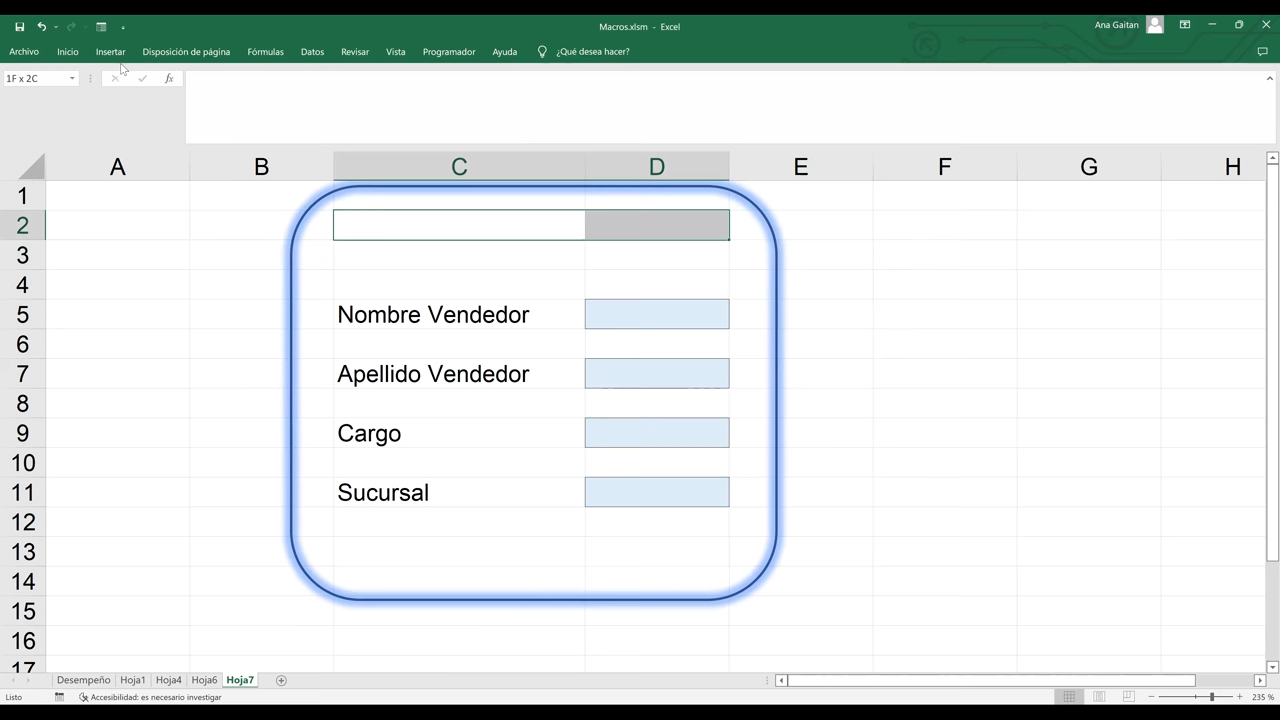 Macros.xlsm - Excel
Ana Gaitan
Archivo Inicio Insertar Disposición de página Fórmulas Datos Revisar Vista Programador Ayuda ¿Qué desea hacer?
1F x 2C fx
A B C D E F G H
1
2
3
4
5 Nombre Vendedor
6
7 Apellido Vendedor
8
9 Cargo
10
11 Sucursal
12
13
14
15
16
17
Desempeño Hoja1 Hoja4 Hoja6 Hoja7
Listo Accesibilidad: es necesario investigar 235 %